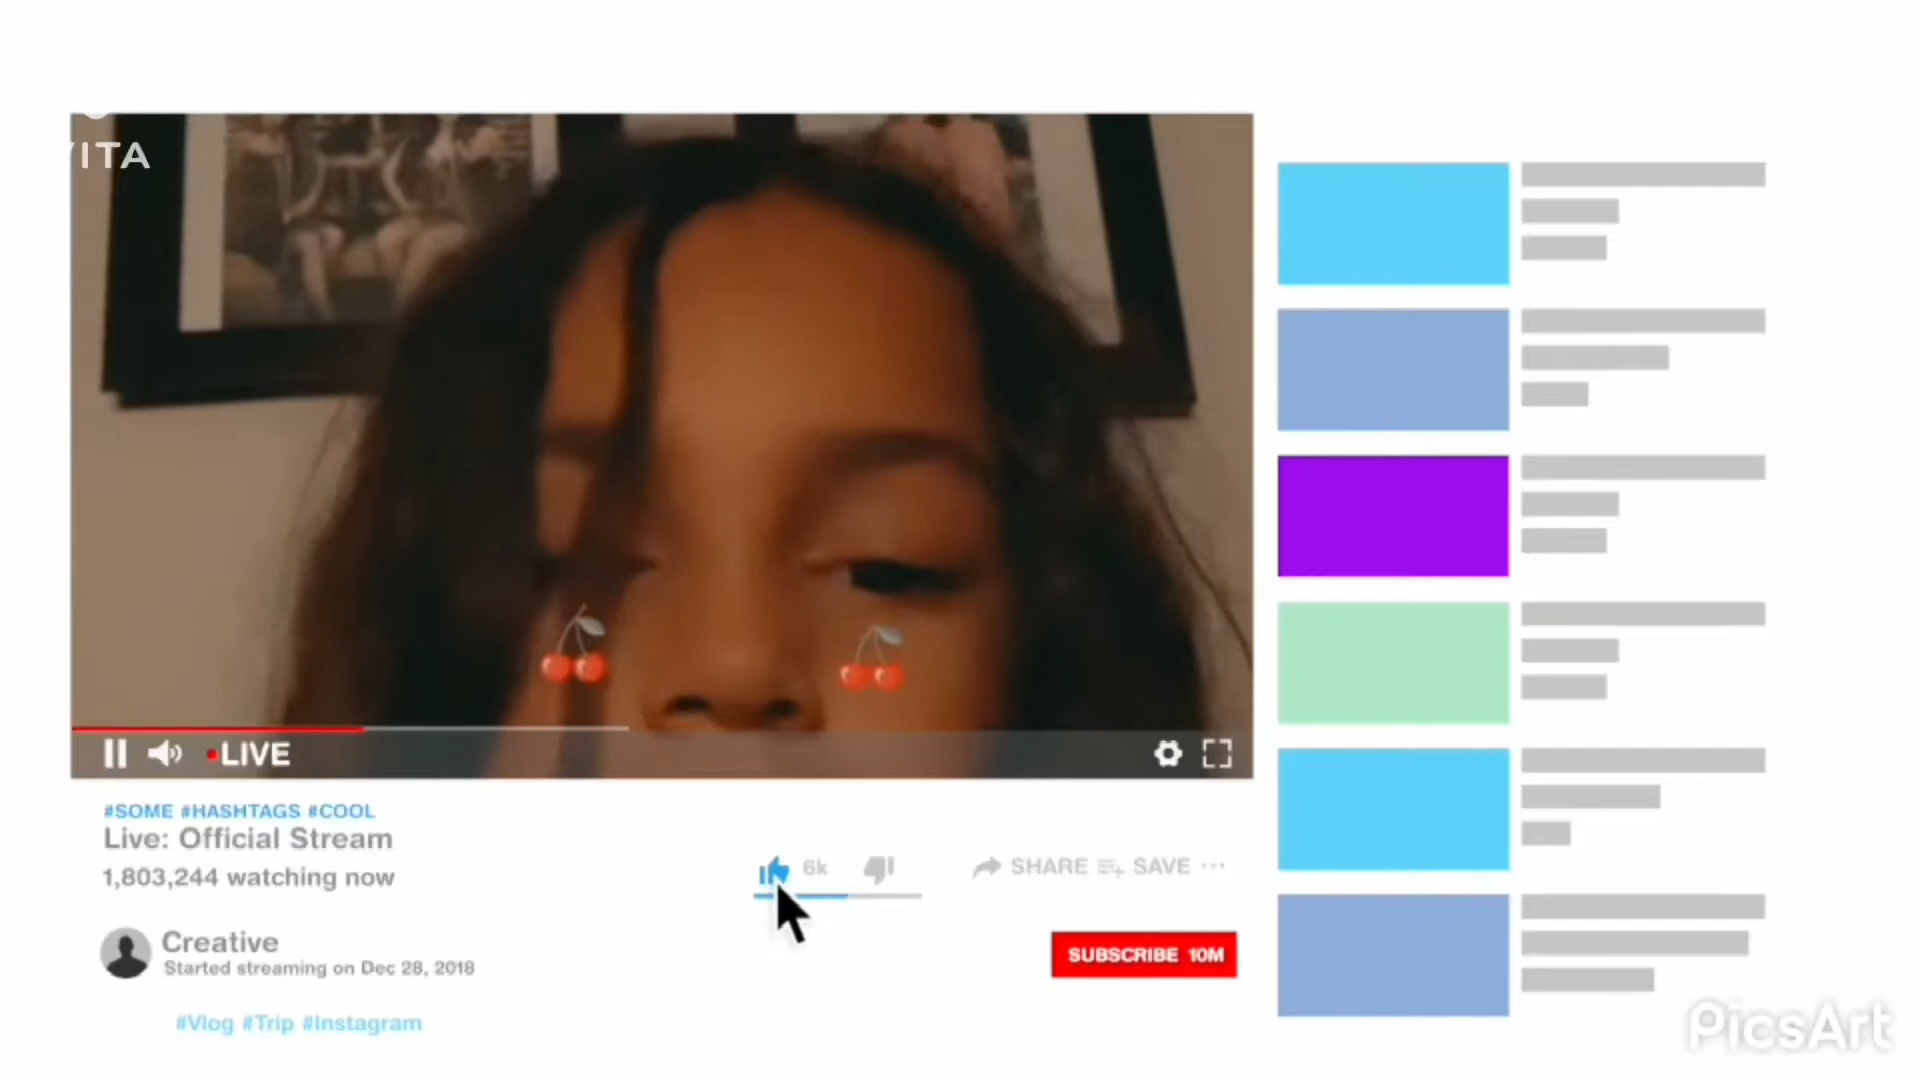 VITA
LIVE
#SOME #HASHTAGS #COOL
Live: Official Stream
1,803,244 watching now
6k
SHARE SAVE ...
Creative
Started streaming on Dec 28, 2018
SUBSCRIBE 10M
#Vlog #Trip #Instagram
PicsArt